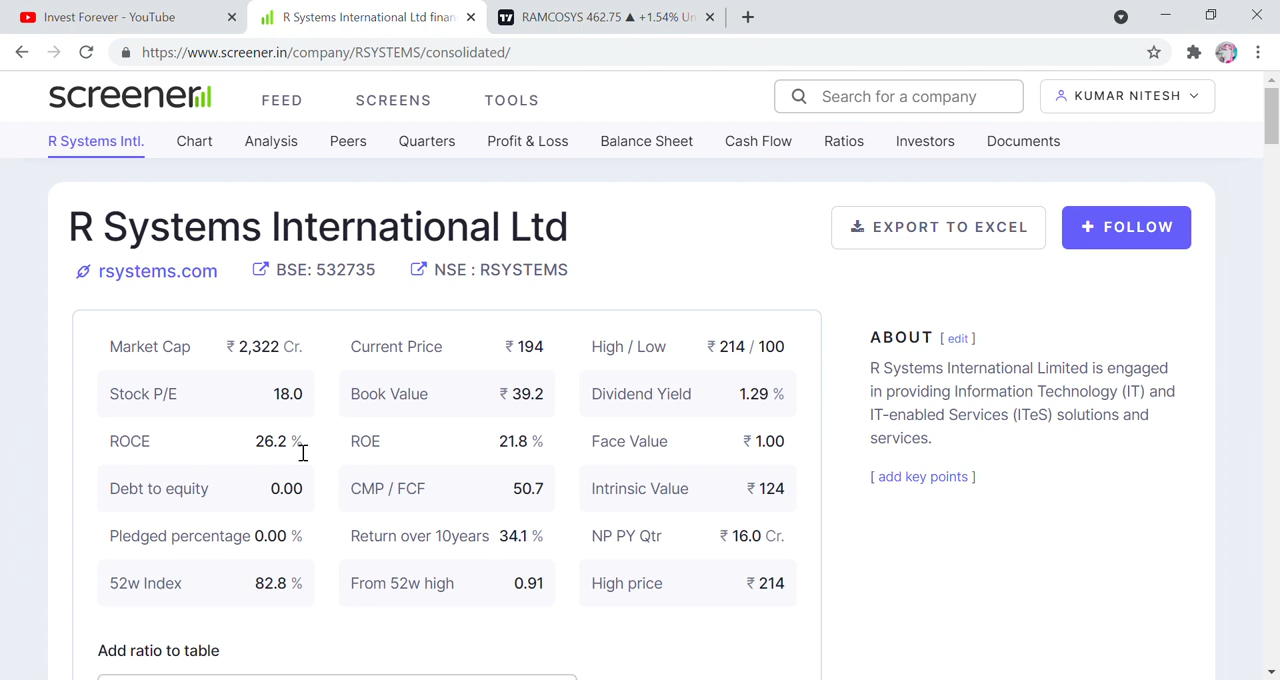 Invest Forever - YouTube
R Systems International Ltd finan
RAMCOSYS 462.75 ▲ +1.54% Un
https://www.screener.in/company/RSYSTEMS/consolidated/
screener
FEED
SCREENS
TOOLS
Search for a company
KUMAR NITESH
R Systems Intl.
Chart
Analysis
Peers
Quarters
Profit & Loss
Balance Sheet
Cash Flow
Ratios
Investors
Documents
R Systems International Ltd
EXPORT TO EXCEL
+ FOLLOW
rsystems.com
BSE: 532735
NSE : RSYSTEMS
Market Cap ₹ 2,322 Cr.
Current Price ₹ 194
High / Low ₹ 214 / 100
Stock P/E 18.0
Book Value ₹ 39.2
Dividend Yield 1.29 %
ROCE 26.2 %
ROE 21.8 %
Face Value ₹ 1.00
Debt to equity 0.00
CMP / FCF 50.7
Intrinsic Value ₹ 124
Pledged percentage 0.00 %
Return over 10years 34.1 %
NP PY Qtr ₹ 16.0 Cr.
52w Index 82.8 %
From 52w high 0.91
High price ₹ 214
Add ratio to table
ABOUT [ edit ]
R Systems International Limited is engaged
in providing Information Technology (IT) and
IT-enabled Services (ITeS) solutions and
services.
[ add key points ]